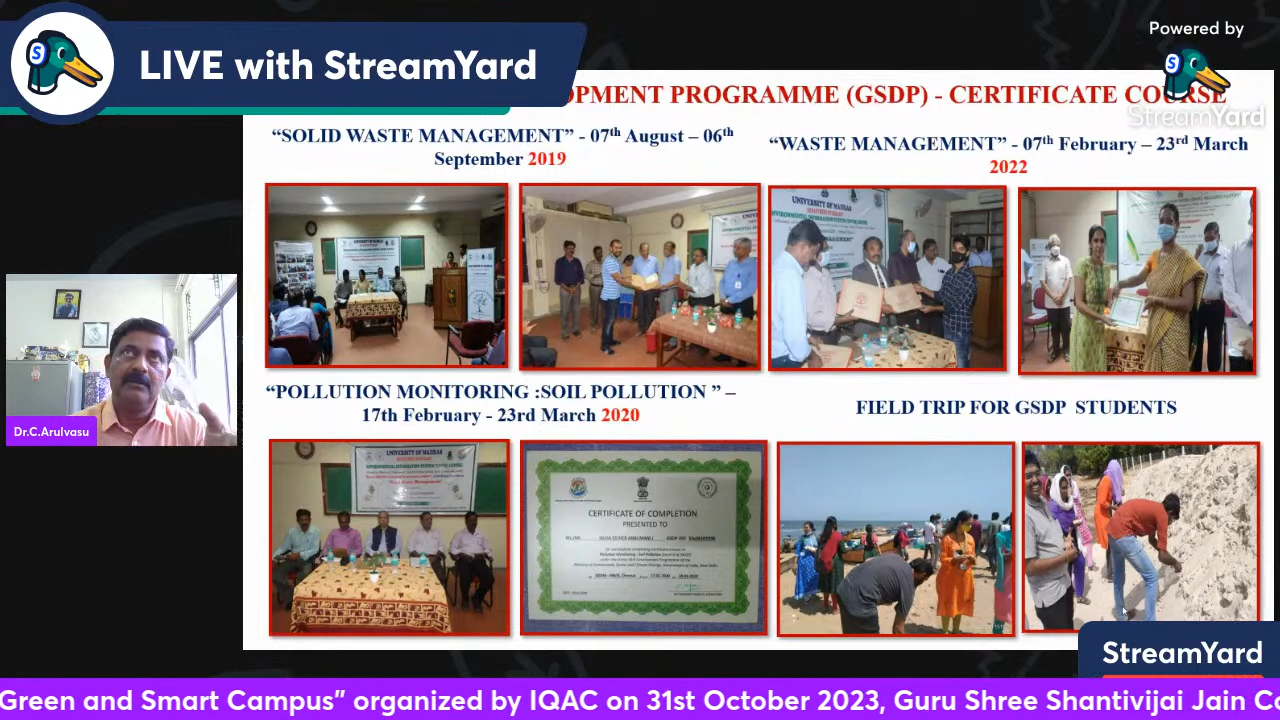 LIVE with StreamYard
Powered by
StreamYard
OPMENT PROGRAMME (GSDP) - CERTIFICATE COURSE
“SOLID WASTE MANAGEMENT” - 07th August – 06th
September 2019
“WASTE MANAGEMENT” - 07th February – 23rd March
2022
UNIVERSITY OF MADRAS
“POLLUTION MONITORING :SOIL POLLUTION ” –
17th February - 23rd March 2020
FIELD TRIP FOR GSDP STUDENTS
Dr.C.Arulvasu
UNIVERSITY OF MADRAS
CERTIFICATE OF COMPLETION
PRESENTED TO
StreamYard
Green and Smart Campus” organized by IQAC on 31st October 2023, Guru Shree Shantivijai Jain Co